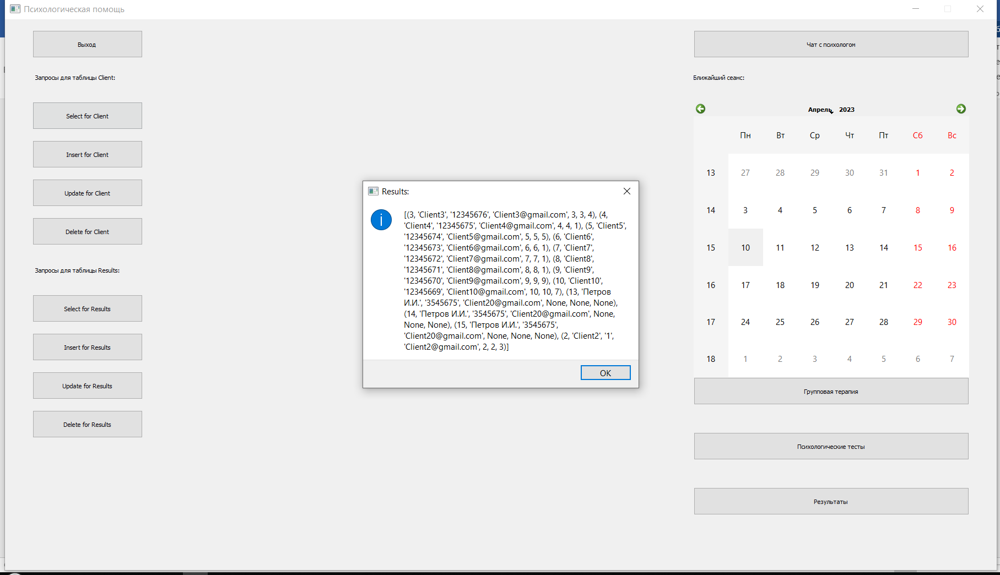 Психологическая помощь
Выход
Запросы для таблицы Client:
Select for Client
Insert for Client
Update for Client
Delete for Client
Запросы для таблицы Results:
Select for Results
Insert for Results
Update for Results
Delete for Results
Results:
[(3, 'Client3', '12345676', 'Client3@gmail.com', 3, 3, 4), (4,
'Client4', '12345675', 'Client4@gmail.com', 4, 4, 1), (5, 'Client5',
'12345674', 'Client5@gmail.com', 5, 5, 5), (6, 'Client6',
'12345673', 'Client6@gmail.com', 6, 6, 1), (7, 'Client7',
'12345672', 'Client7@gmail.com', 7, 7, 1), (8, 'Client8',
'12345671', 'Client8@gmail.com', 8, 8, 1), (9, 'Client9',
'12345670', 'Client9@gmail.com', 9, 9, 9), (10, 'Client10',
'12345669', 'Client10@gmail.com', 10, 10, 7), (13, 'Петров
И.И.', '3545675', 'Client20@gmail.com', None, None, None),
(14, 'Петров И.И.', '3545675', 'Client20@gmail.com', None,
None, None), (15, 'Петров И.И.', '3545675',
'Client20@gmail.com', None, None, None), (2, 'Client2', '1',
'Client2@gmail.com', 2, 2, 3)]
OK
Чат с психологом
Ближайший сеанс:
Апрель 2023
Пн Вт Ср Чт Пт Сб Вс
13 27 28 29 30 31 1 2
14 3 4 5 6 7 8 9
15 10 11 12 13 14 15 16
16 17 18 19 20 21 22 23
17 24 25 26 27 28 29 30
18 1 2 3 4 5 6 7
Групповая терапия
Психологические тесты
Результаты